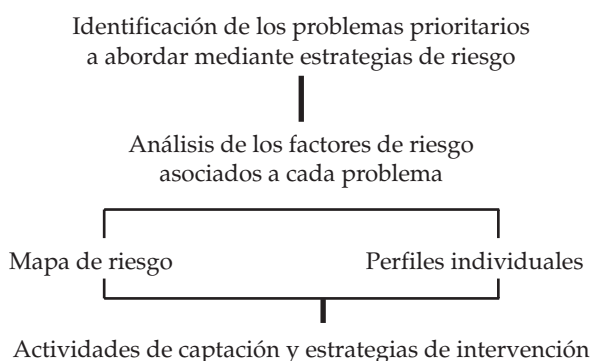 Identificación de los problemas prioritarios
a abordar mediante estrategias de riesgo
Análisis de los factores de riesgo
asociados a cada problema
Mapa de riesgo
Perfiles individuales
Actividades de captación y estrategias de intervención